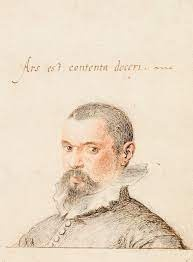 Ars est contenta doceri.